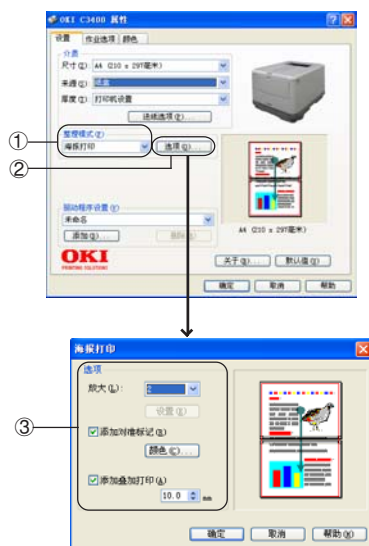 OKI C3400 属性
设置 作业选项 颜色
介质
尺寸(Z) A4 (210 x 297毫米)
来源(O) 纸盒
厚度(T) 打印机设置
进纸选项(P)...
①
整理模式(F)
海报打印 选项(O)...
②
驱动程序设置(V)
未命名 A4 (210 x 297毫米)
添加(D)... 删除
OKI
PRINTING SOLUTIONS
关于(B)... 默认值(U)
确定 取消 帮助
海报打印
选项
放大(L): 2
设置(S)
③
添加对准标记(R)
颜色(C)...
添加叠加打印(A)
10.0 mm
确定 取消 帮助(H)